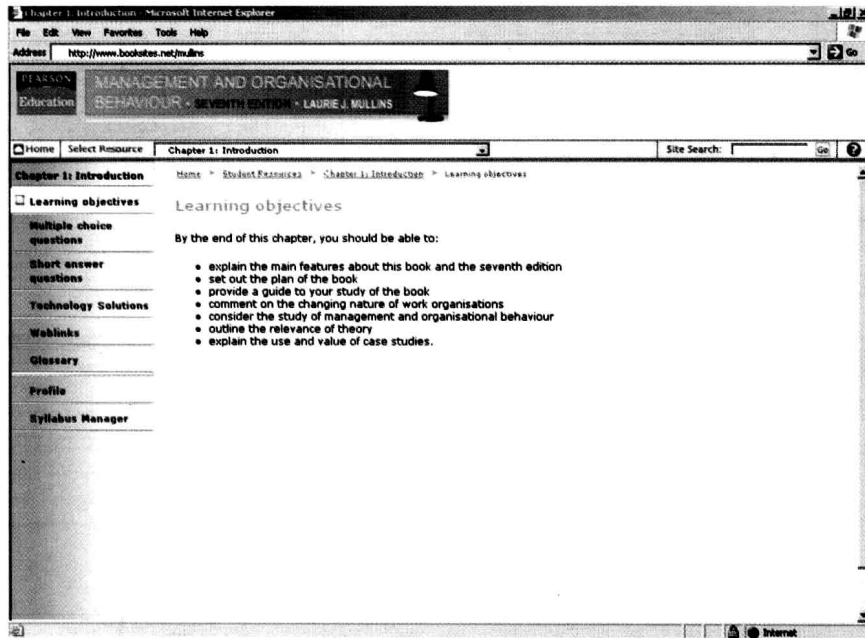 Chapter 1: Introduction - Microsoft Internet Explorer
File Edit View Favorites Tools Help
Address http://www.booksites.net/mullins Go
PEARSON
Education
MANAGEMENT AND ORGANISATIONAL
BEHAVIOUR • SEVENTH EDITION • LAURIE J. MULLINS
Home Select Resource Chapter 1: Introduction Site Search: Go ?
Chapter 1: Introduction
Home > Student Resources > Chapter 1: Introduction > Learning objectives
Learning objectives
Multiple choice
questions
Short answer
questions
Technology Solutions
Weblinks
Glossary
Profile
Syllabus Manager
Learning objectives
By the end of this chapter, you should be able to:
• explain the main features about this book and the seventh edition
• set out the plan of the book
• provide a guide to your study of the book
• comment on the changing nature of work organisations
• consider the study of management and organisational behaviour
• outline the relevance of theory
• explain the use and value of case studies.
Internet